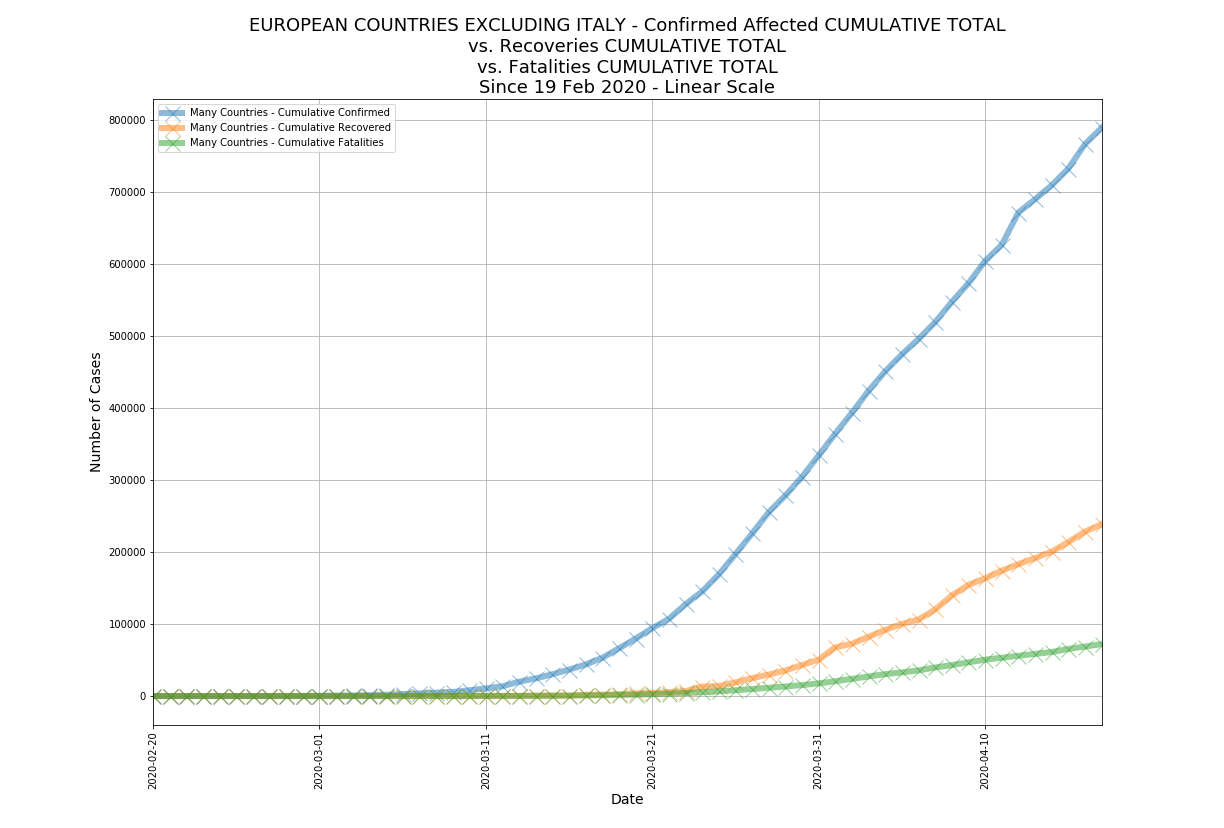 EUROPEAN COUNTRIES EXCLUDING ITALY - Confirmed Affected CUMULATIVE TOTAL
vs. Recoveries CUMULATIVE TOTAL
vs. Fatalities CUMULATIVE TOTAL
Since 19 Feb 2020 - Linear Scale
Many Countries - Cumulative Confirmed
Many Countries - Cumulative Recovered
Many Countries - Cumulative Fatalities
Number of Cases
800000
700000
600000
500000
400000
300000
200000
100000
0
2020-02-20
2020-03-01
2020-03-11
2020-03-21
2020-03-31
2020-04-10
Date